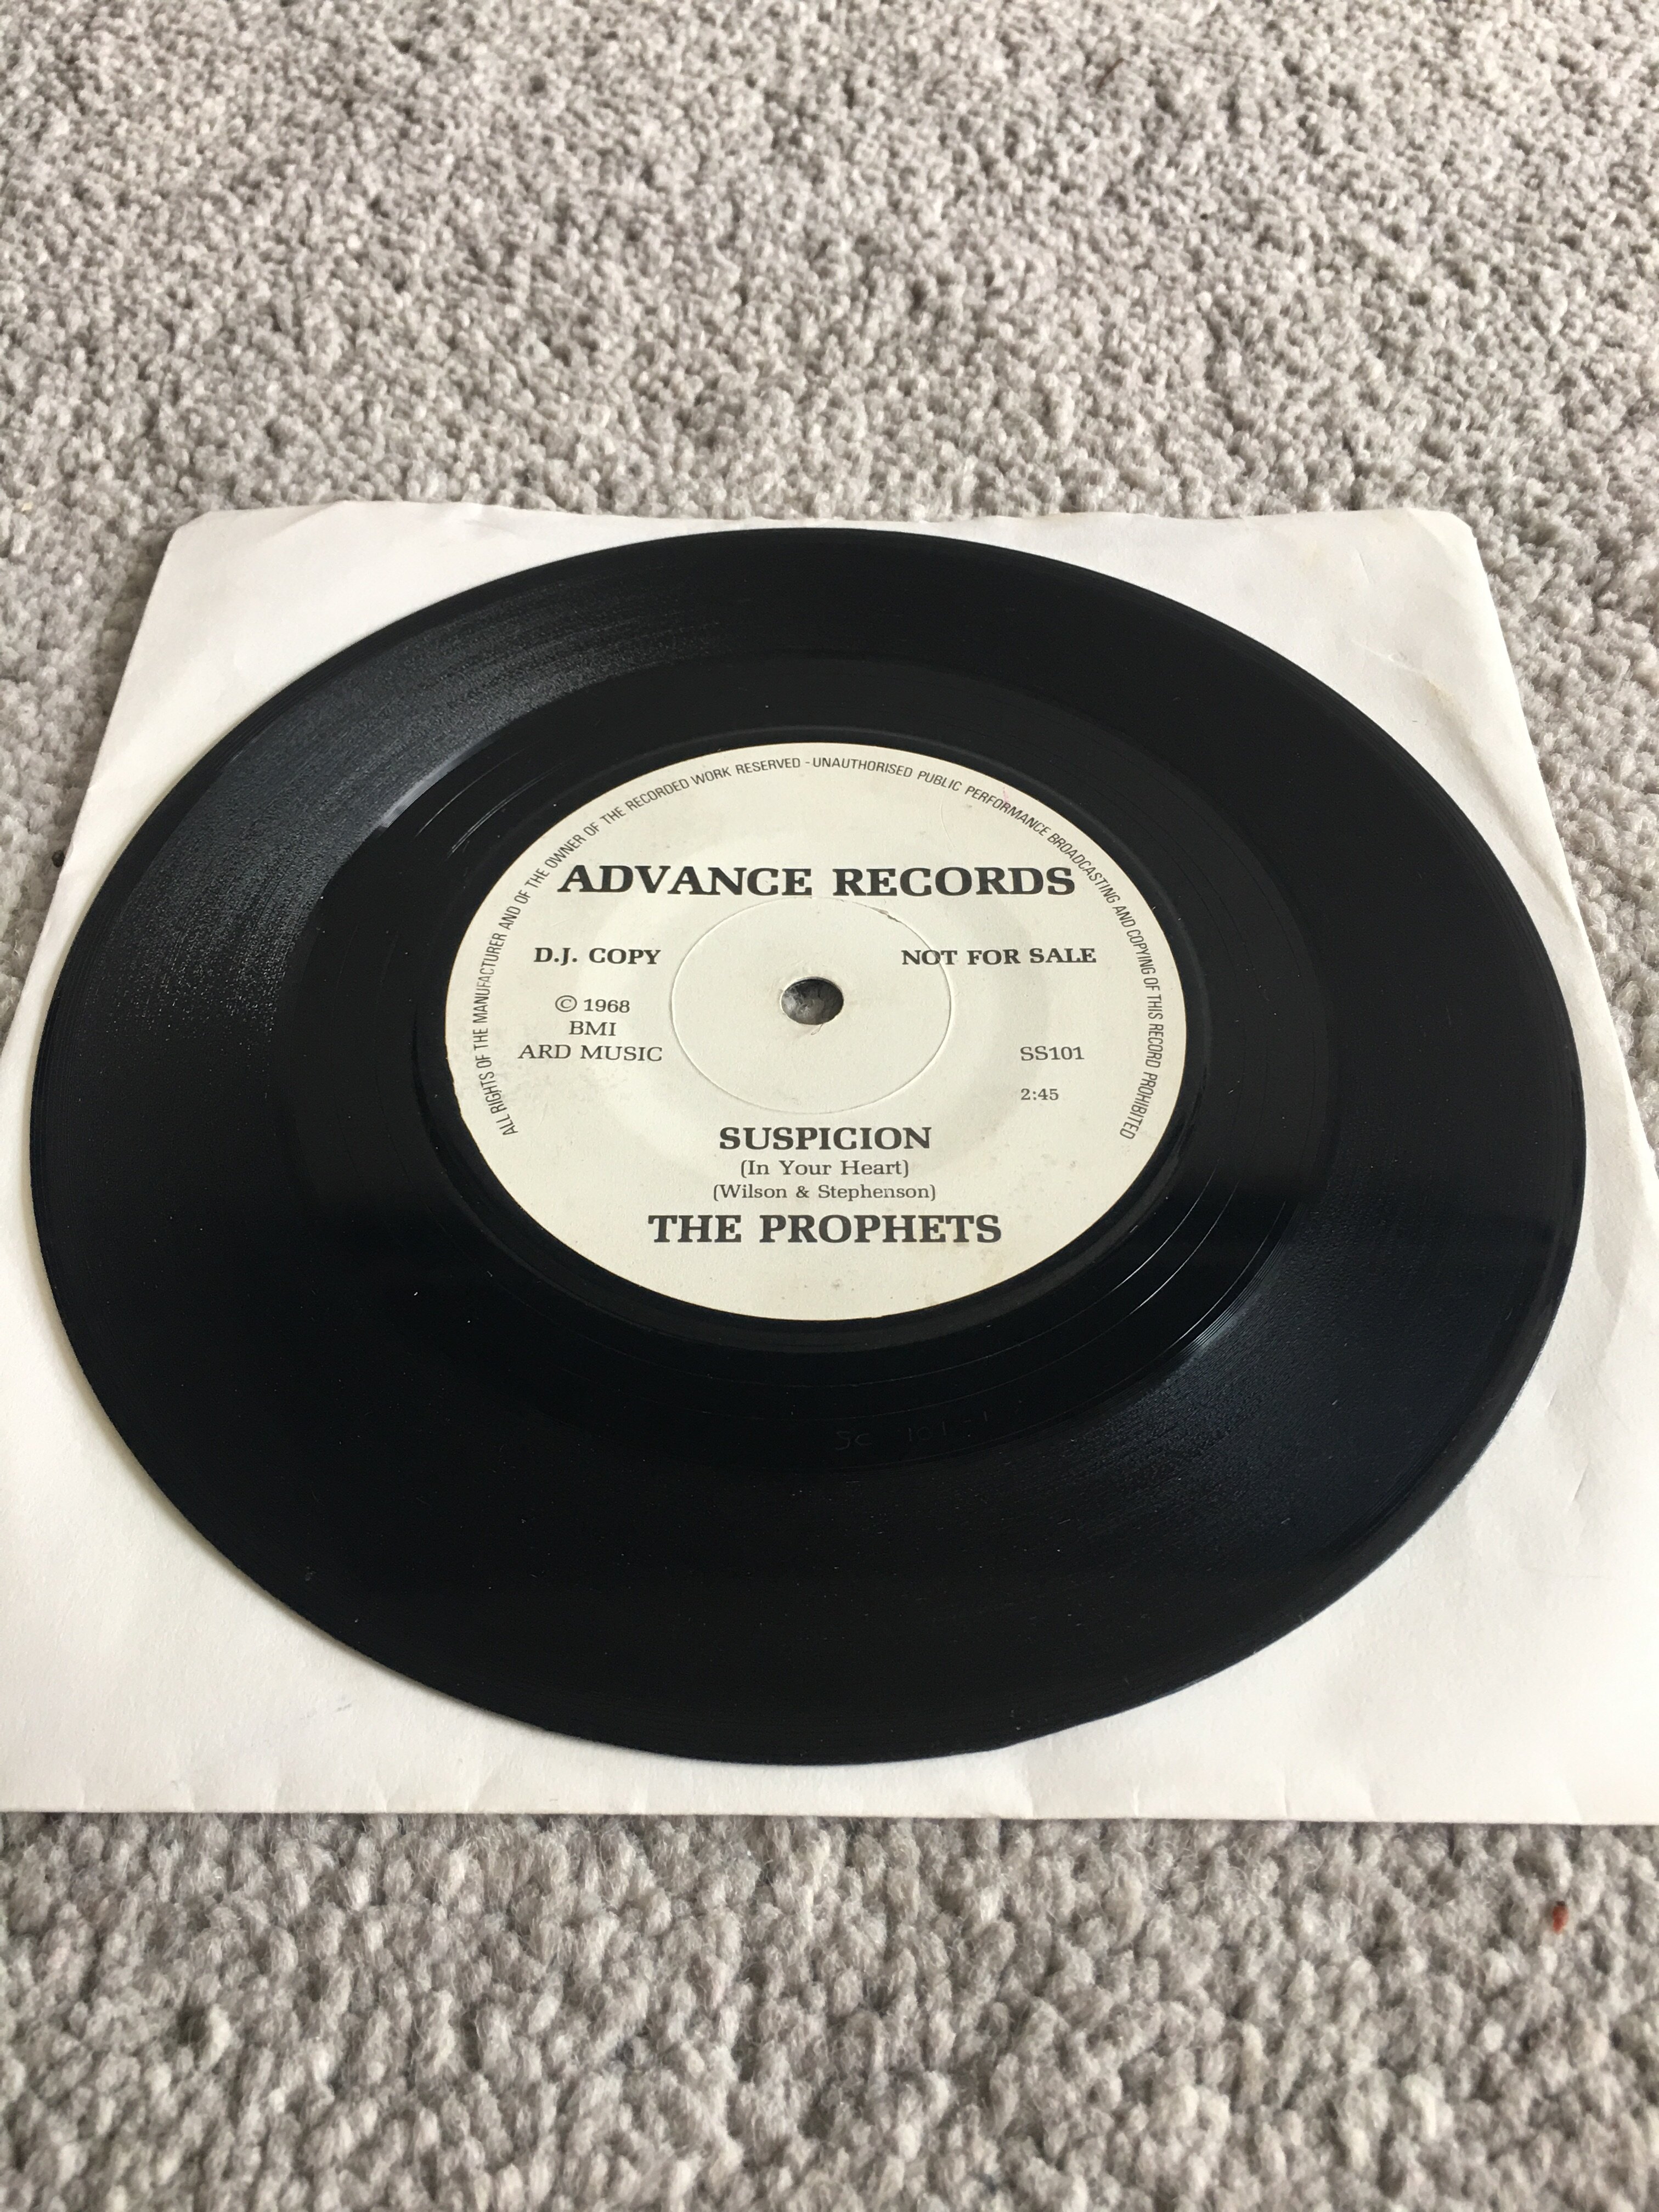 ALL RIGHTS OF THE MANUFACTURER AND OF THE OWNER OF THE RECORDED WORK RESERVED - UNAUTHORISED PUBLIC PERFORMANCE BROADCASTING AND COPYING OF THIS RECORD PROHIBITED
ADVANCE RECORDS
D.J. COPY NOT FOR SALE
© 1968
BMI
ARD MUSIC SS101
2:45
SUSPICION
(In Your Heart)
(Wilson & Stephenson)
THE PROPHETS